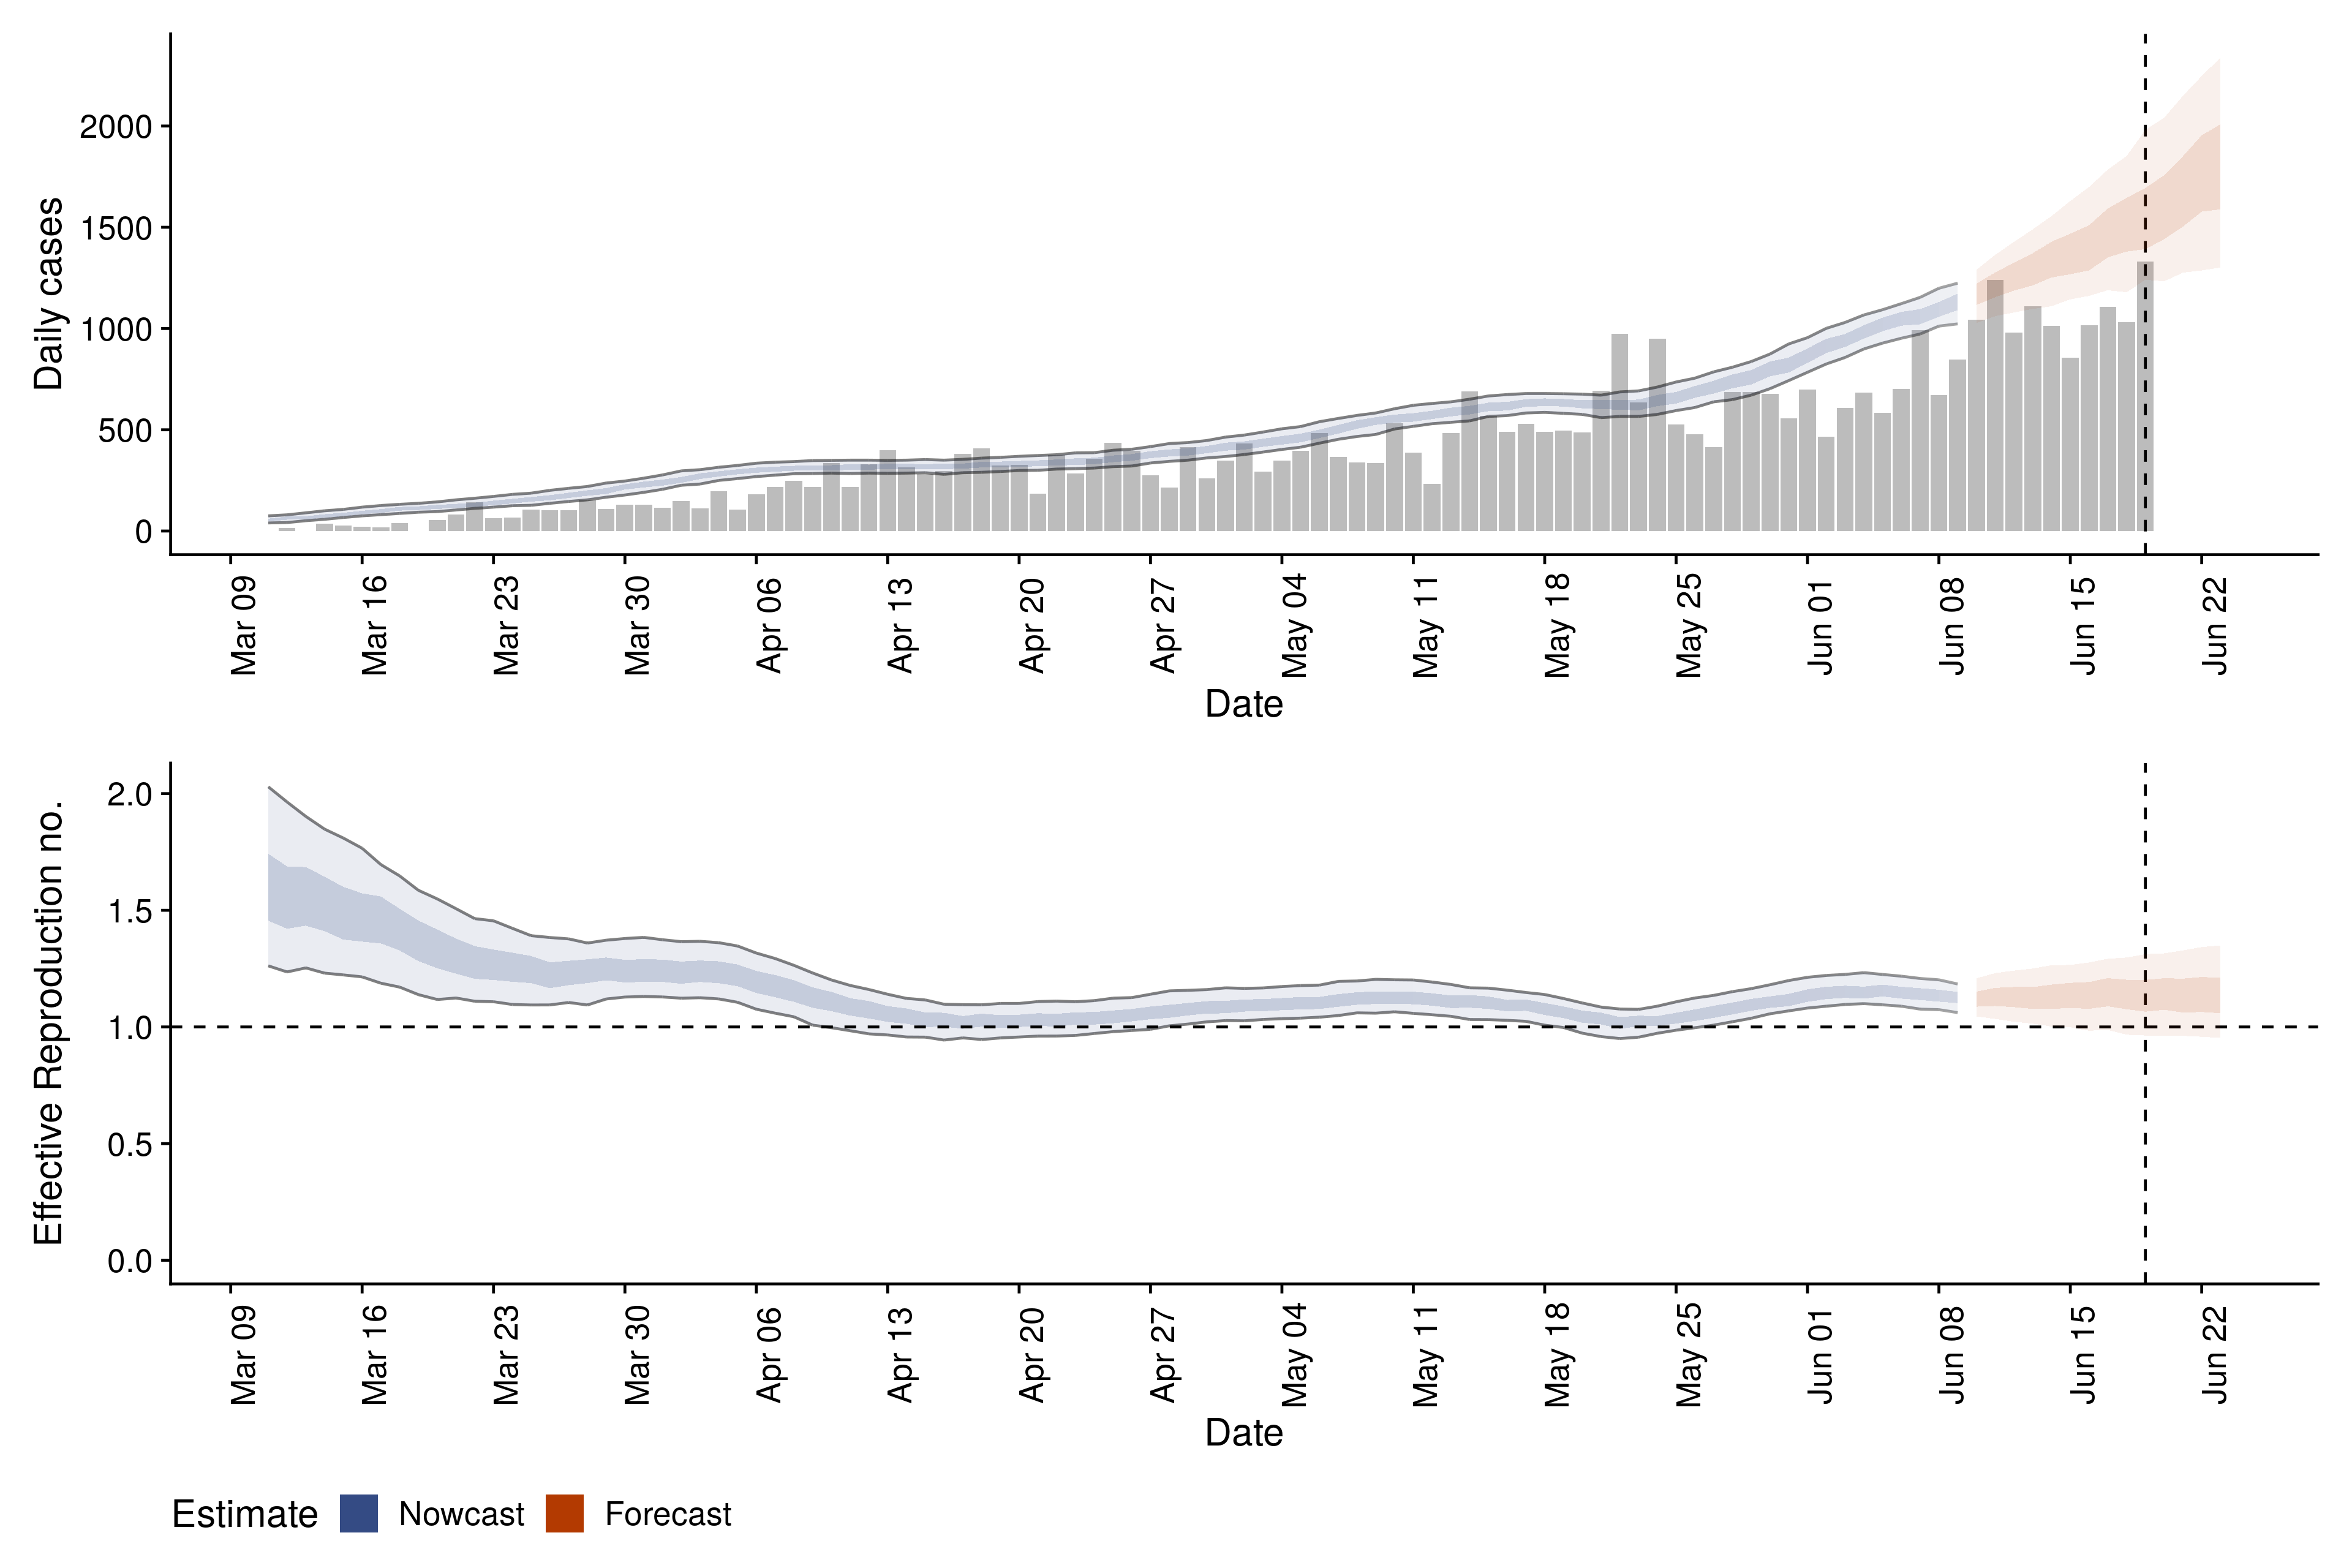 Daily cases
2000
1500
1000
500
0
Mar 09
Mar 16
Mar 23
Mar 30
Apr 06
Apr 13
Apr 20
Apr 27
May 04
May 11
May 18
May 25
Jun 01
Jun 08
Jun 15
Jun 22
Date
Effective Reproduction no.
2.0
1.5
1.0
0.5
0.0
Mar 09
Mar 16
Mar 23
Mar 30
Apr 06
Apr 13
Apr 20
Apr 27
May 04
May 11
May 18
May 25
Jun 01
Jun 08
Jun 15
Jun 22
Date
Estimate Nowcast Forecast